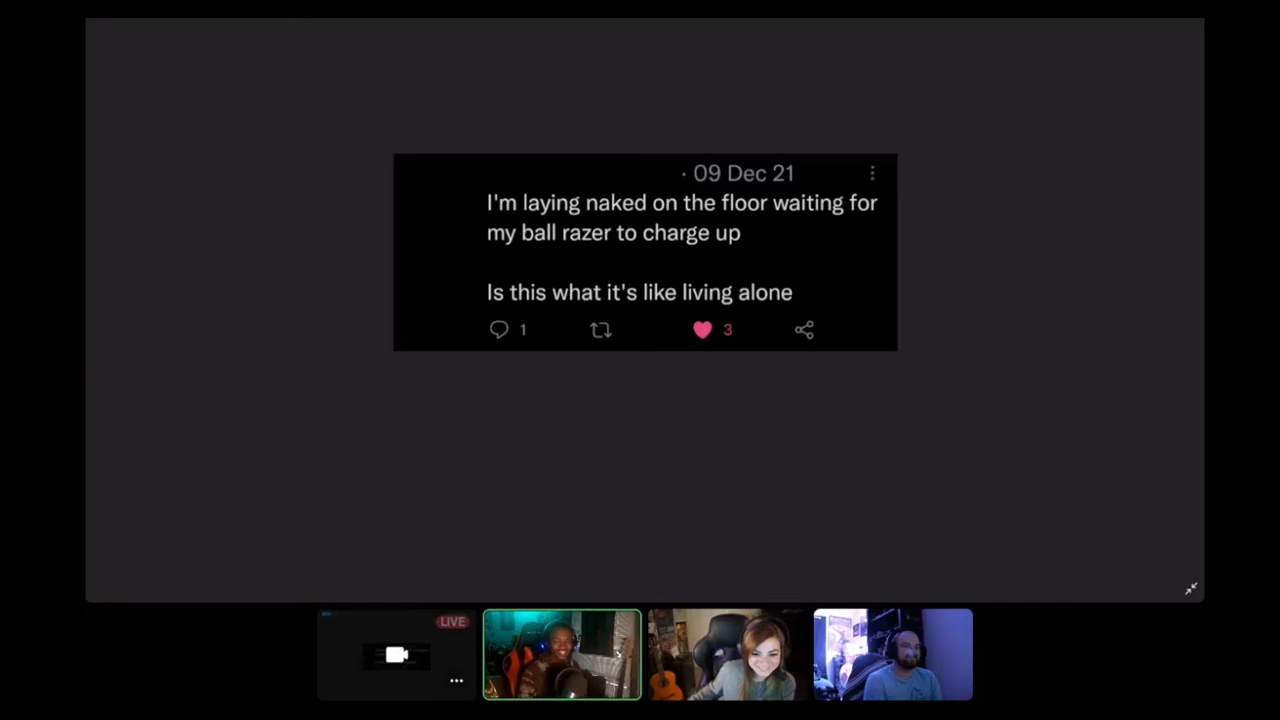 · 09 Dec 21
I'm laying naked on the floor waiting for
my ball razer to charge up
Is this what it's like living alone
1
3
LIVE